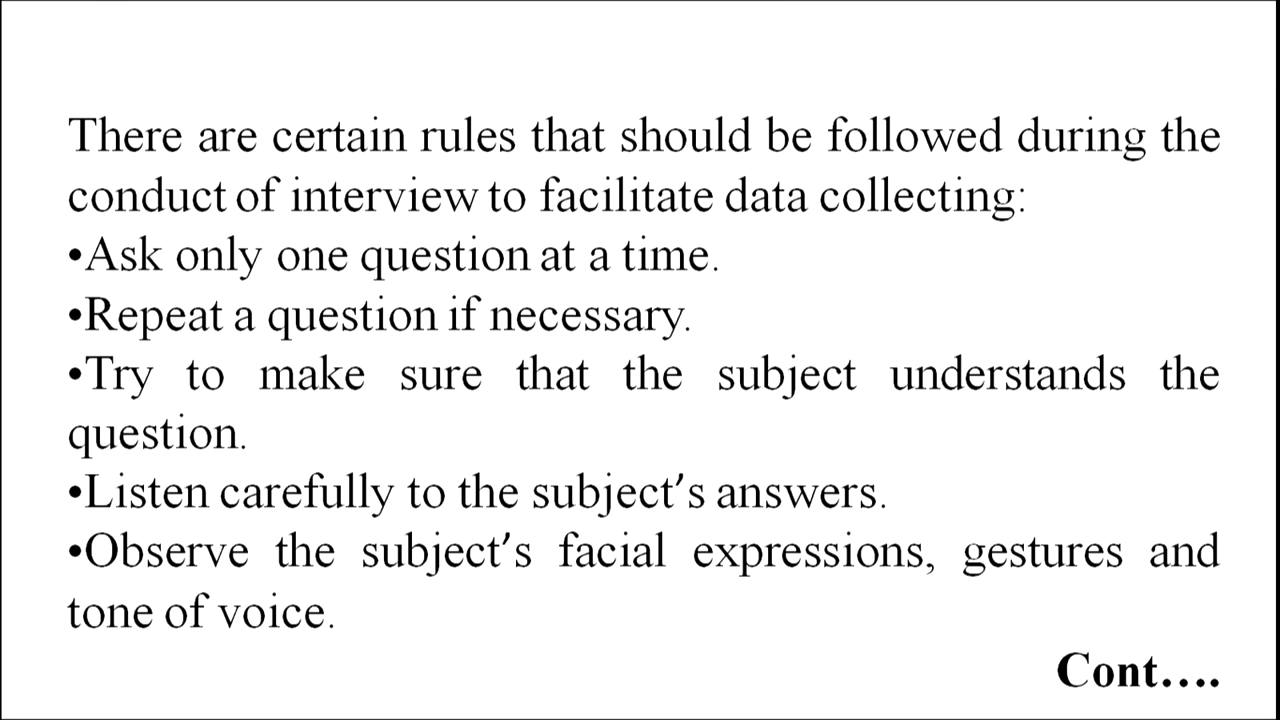 There are certain rules that should be followed during the
conduct of interview to facilitate data collecting:
•Ask only one question at a time.
•Repeat a question if necessary.
•Try to make sure that the subject understands the
question.
•Listen carefully to the subject's answers.
•Observe the subject's facial expressions, gestures and
tone of voice.
Cont....